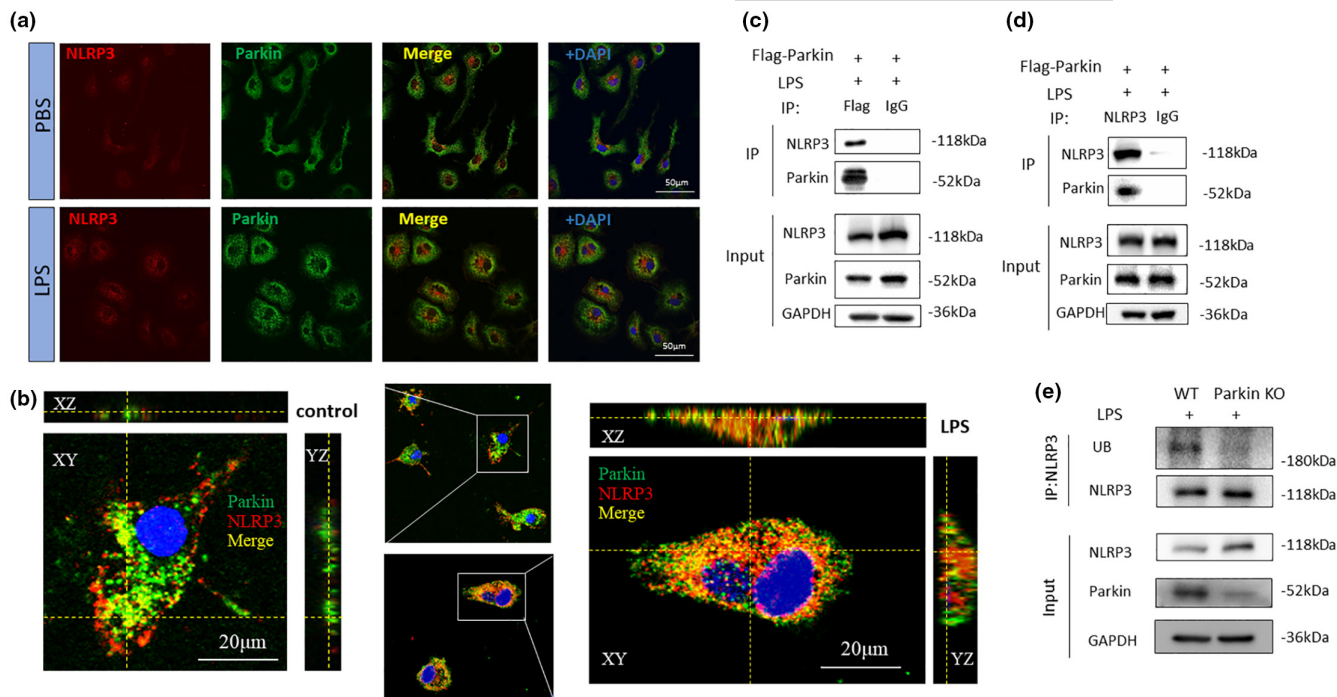 (a)
PBS
NLRP3
Parkin
Merge
+DAPI
50μm
LPS
NLRP3
Parkin
Merge
+DAPI
50μm
(b)
XZ
control
XY
YZ
Parkin
NLRP3
Merge
20μm
XZ
LPS
Parkin
NLRP3
Merge
XY
20μm
YZ
(c)
Flag-Parkin + +
LPS + +
IP: Flag IgG
IP
NLRP3 -118kDa
Parkin -52kDa
Input
NLRP3 -118kDa
Parkin -52kDa
GAPDH -36kDa
(d)
Flag-Parkin + +
LPS + +
IP: NLRP3 IgG
IP
NLRP3 -118kDa
Parkin -52kDa
Input
NLRP3 -118kDa
Parkin -52kDa
GAPDH -36kDa
(e)
WT Parkin KO
LPS + +
IP:NLRP3
UB -180kDa
NLRP3 -118kDa
Input
NLRP3 -118kDa
Parkin -52kDa
GAPDH -36kDa